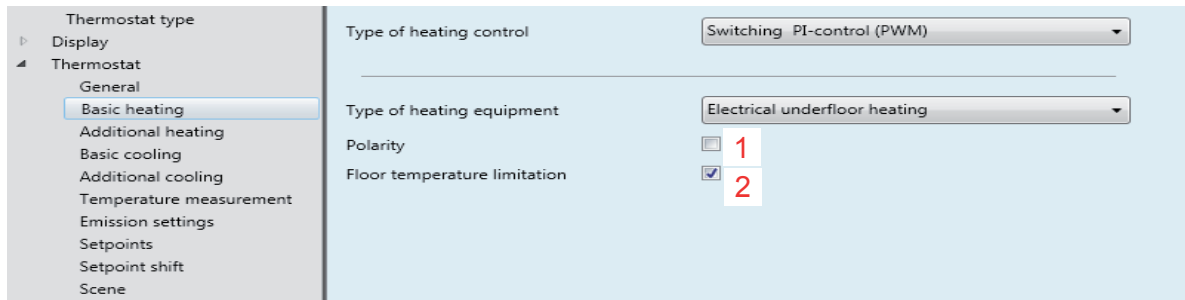 Thermostat type
Display
Thermostat
General
Basic heating
Additional heating
Basic cooling
Additional cooling
Temperature measurement
Emission settings
Setpoints
Setpoint shift
Scene
Type of heating control
Switching PI-control (PWM)
Type of heating equipment
Electrical underfloor heating
Polarity
1
Floor temperature limitation
2